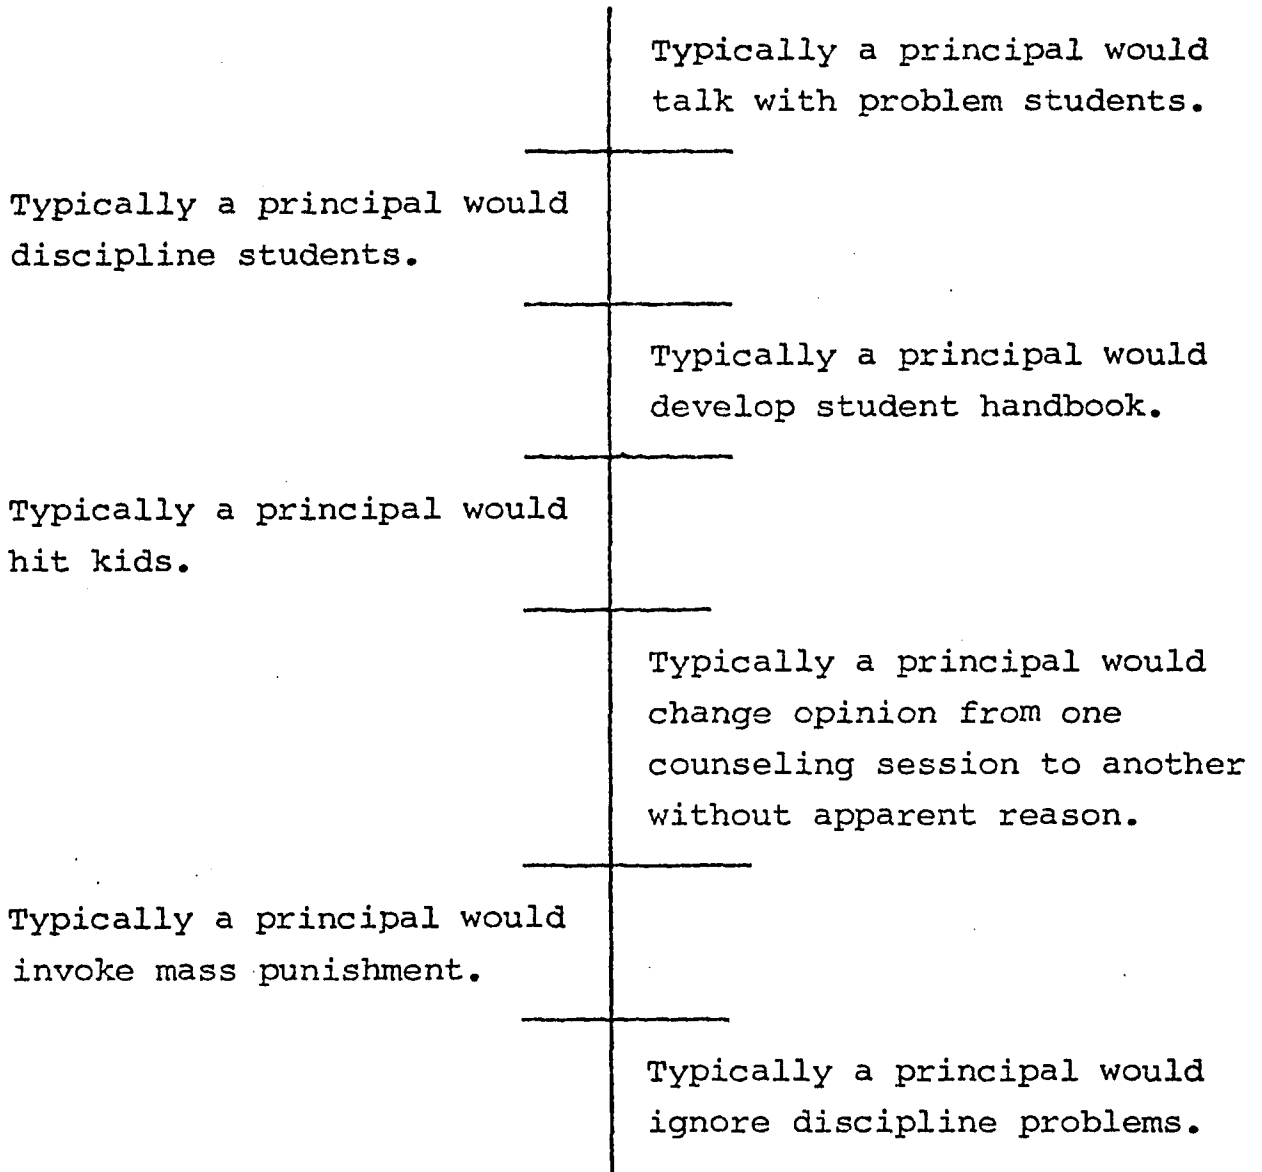 Typically a principal would
talk with problem students.
Typically a principal would
discipline students.
Typically a principal would
develop student handbook.
Typically a principal would
hit kids.
Typically a principal would
change opinion from one
counseling session to another
without apparent reason.
Typically a principal would
invoke mass punishment.
Typically a principal would
ignore discipline problems.